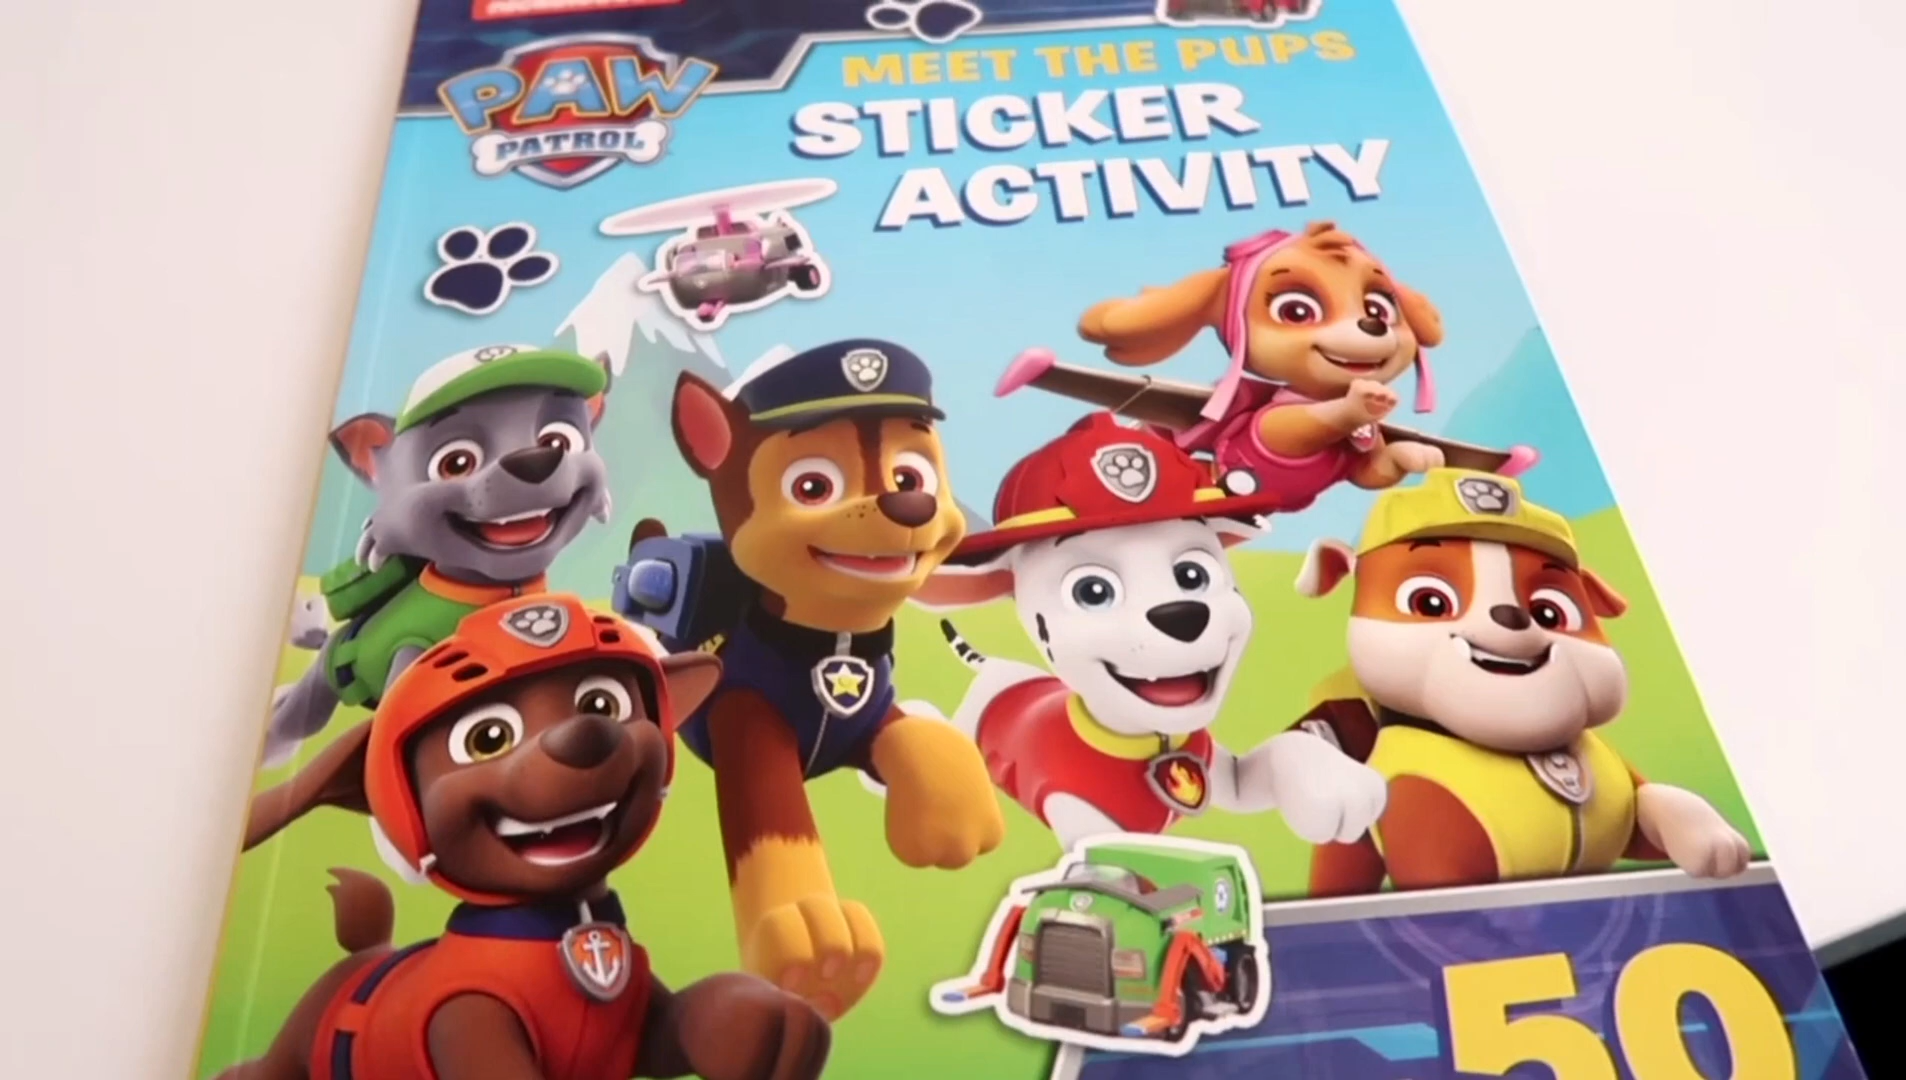 PAW
PATROL
MEET THE PUPS
STICKER
ACTIVITY
50